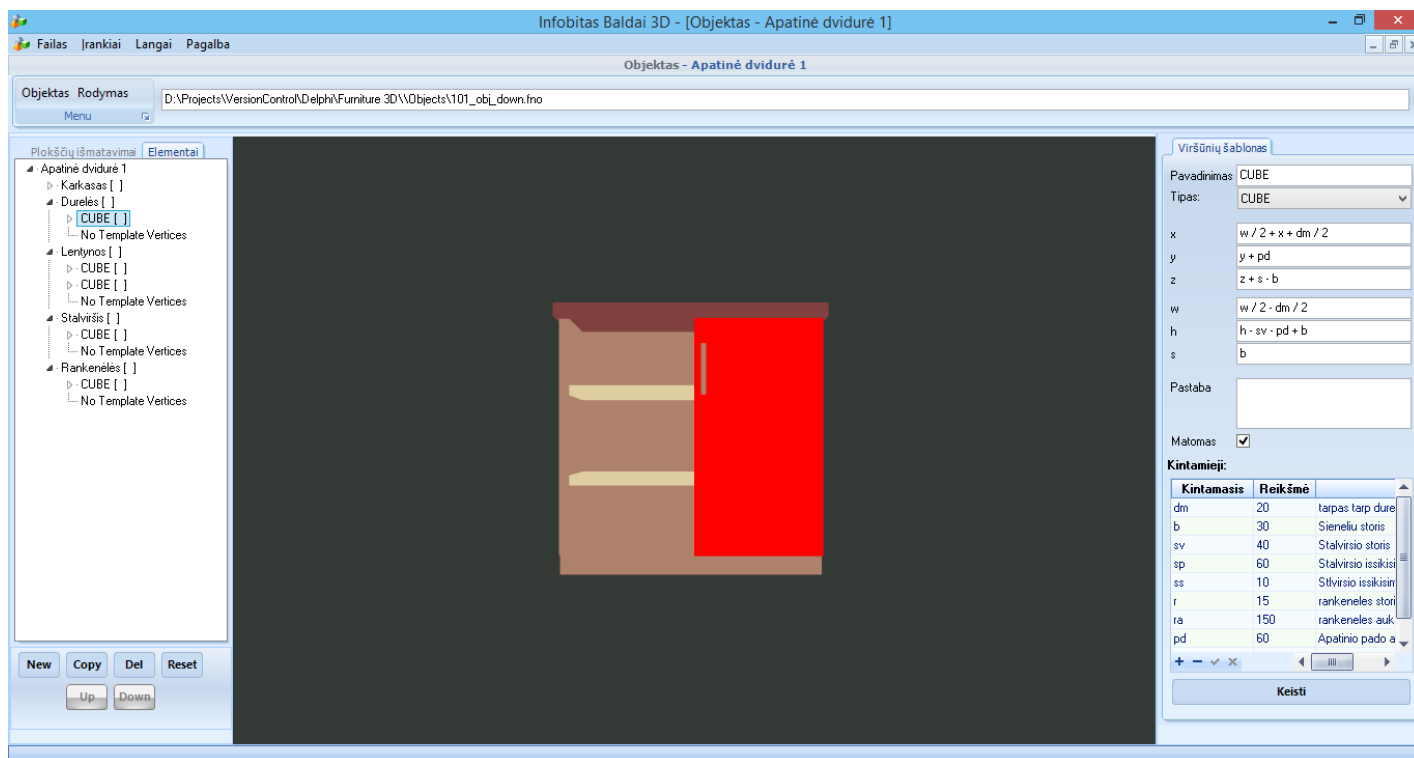 Infobitas Baldai 3D - [Objektas - Apatinė dvidurė 1]
Failas Įrankiai Langai Pagalba
Objektas - Apatinė dvidurė 1
Objektas Rodymas
D:\Projects\VersionControl\Delphi\Furniture 3D\\Objects\101_obj_down.fno
Menu
Plokščių išmatavimai Elementai
Apatinė dvidurė 1
Karkasas [ ]
Durelės [ ]
CUBE [ ]
No Template Vertices
Lentynos [ ]
CUBE [ ]
CUBE [ ]
No Template Vertices
Stalviršis [ ]
CUBE [ ]
No Template Vertices
Rankenėlės [ ]
CUBE [ ]
No Template Vertices
New Copy Del Reset
Up Down
Viršūnių šablonas
Pavadinimas CUBE
Tipas: CUBE
x w / 2 + x + dm / 2
y y + pd
z z + s - b
w w / 2 - dm / 2
h h - sv - pd + b
s b
Pastaba
Matomas
Kintamieji:
Kintamasis Reikšmė
dm 20 tarpas tarp dure
b 30 Sieneliu storis
sv 40 Stalvirsio storis
sp 60 Stalvirsio issikisi
ss 10 Stlvirsio issikisim
r 15 rankeneles stori
ra 150 rankeneles auk
pd 60 Apatinio pado a
Keisti